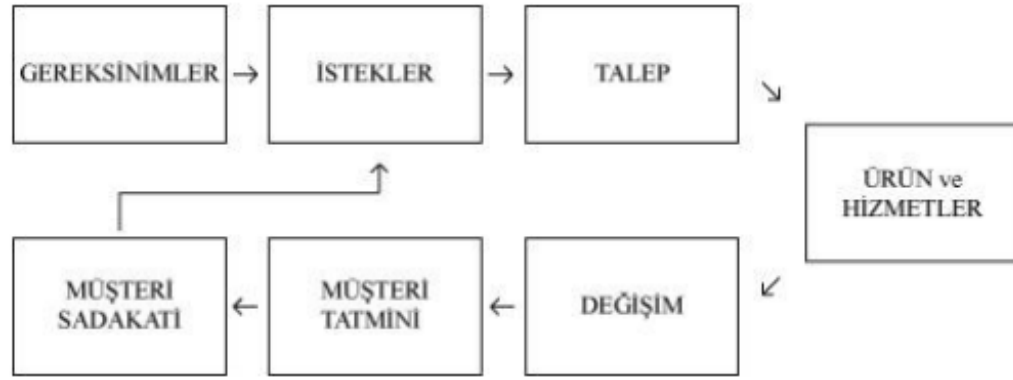 GEREKSİNİMLER
İSTEKLER
TALEP
ÜRÜN ve
HİZMETLER
DEĞİŞİM
MÜŞTERİ
TATMİNİ
MÜŞTERİ
SADAKATİ